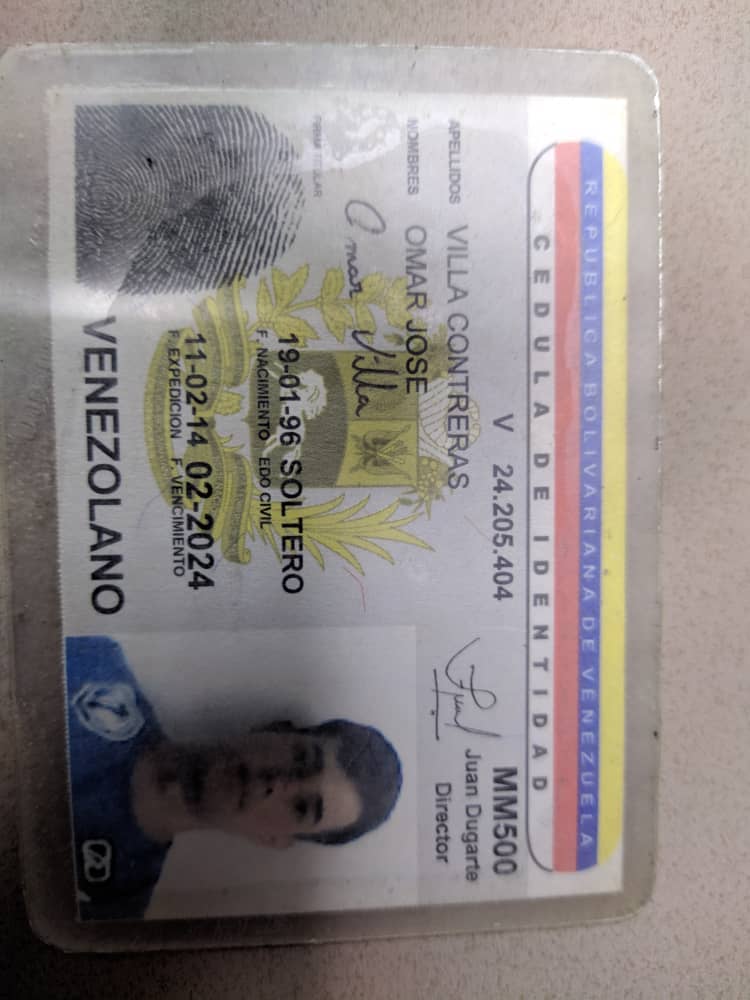 REPUBLICA BOLIVARIANA DE VENEZUELA
CEDULA DE IDENTIDAD
V 24.205.404
MM500
Juan Dugarte
Director
APELLIDOS VILLA CONTRERAS
NOMBRES OMAR JOSE
Omar Villa
FIRMA TITULAR
19-01-96 SOLTERO
F. NACIMIENTO EDO CIVIL
11-02-14 02-2024
F. EXPEDICION F. VENCIMIENTO
VENEZOLANO